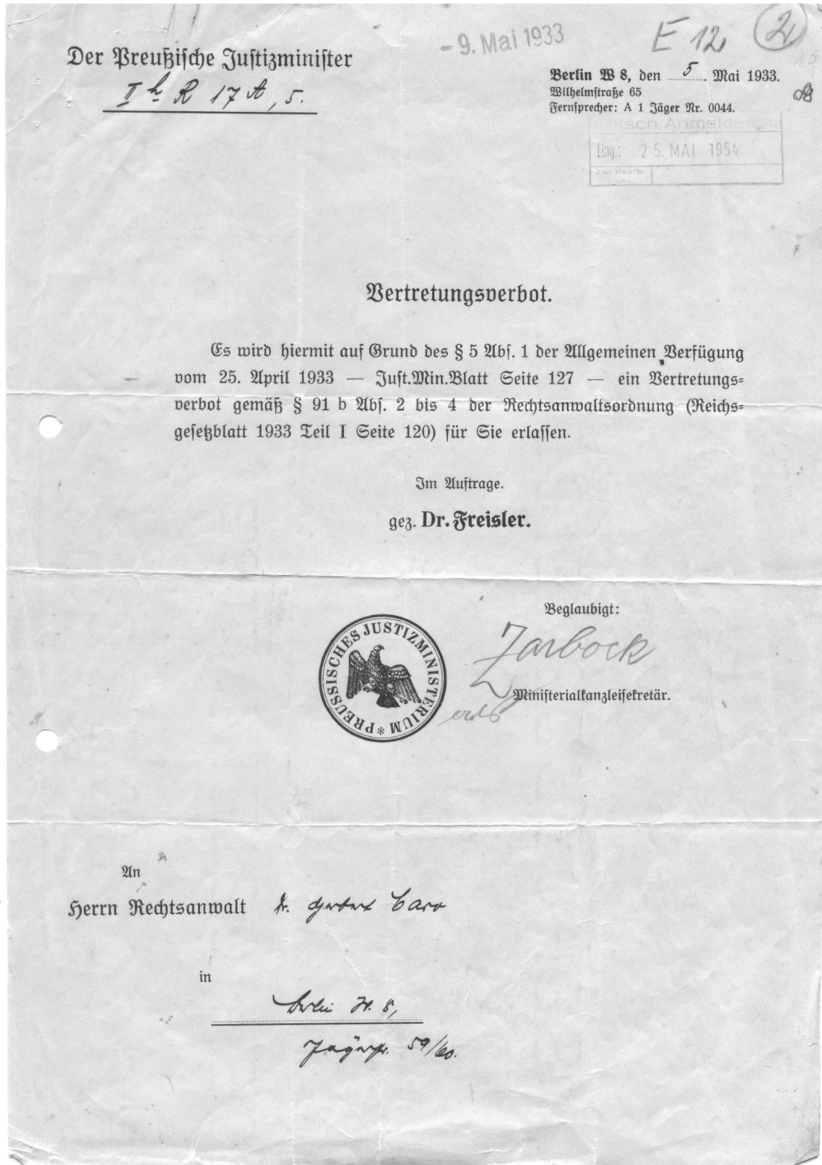 - 9. Mai 1933
E 12
2
Der Preußische Justizminister
II h R 17 A, 5.
Berlin W 8, den 5. Mai 1933.
Wilhelmstraße 65
Fernsprecher: A 1 Jäger Nr. 0044.
Eing.: 25. MAI 1954
Vertretungsverbot.
Es wird hiermit auf Grund des § 5 Abs. 1 der Allgemeinen Verfügung
vom 25. April 1933 — Just.Min.Blatt Seite 127 — ein Vertretungs=
verbot gemäß § 91 b Abs. 2 bis 4 der Rechtsanwaltsordnung (Reichs=
gesetzblatt 1933 Teil I Seite 120) für Sie erlassen.
Im Auftrage.
gez. Dr. Freisler.
Beglaubigt:
Zarbock
Ministerialkanzleisekretär.
PREUSSISCHES JUSTIZMINISTERIUM *
An
Herrn Rechtsanwalt Dr. Herbert Caro
in
Berlin W. 8,
Jägerstr. 59/60.